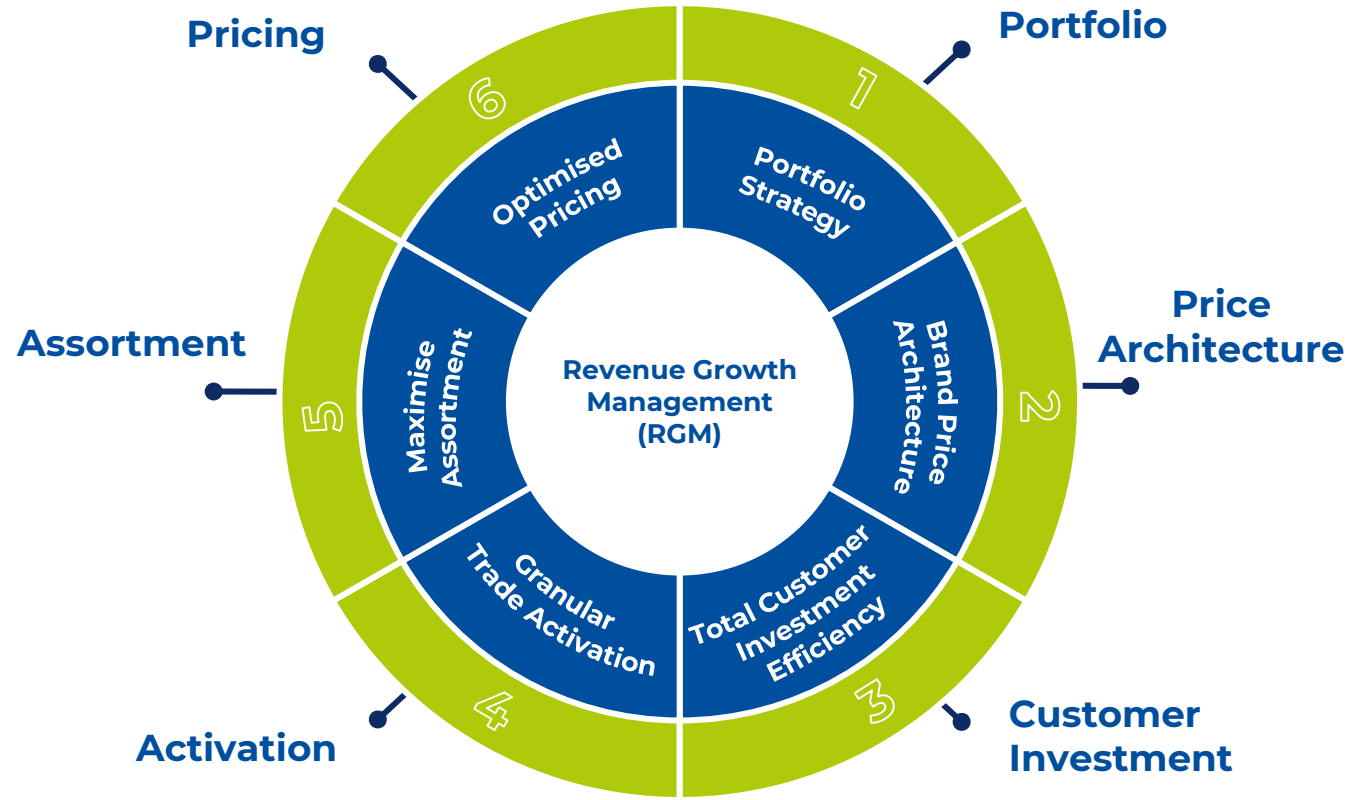 Pricing
Portfolio
6
1
Optimised
Pricing
Portfolio
Strategy
Assortment
Price
Architecture
5
2
Maximise
Assortment
Brand Price
Architecture
Revenue Growth
Management
(RGM)
Granular
Trade Activation
Total Customer
Investment
Efficiency
4
3
Activation
Customer
Investment